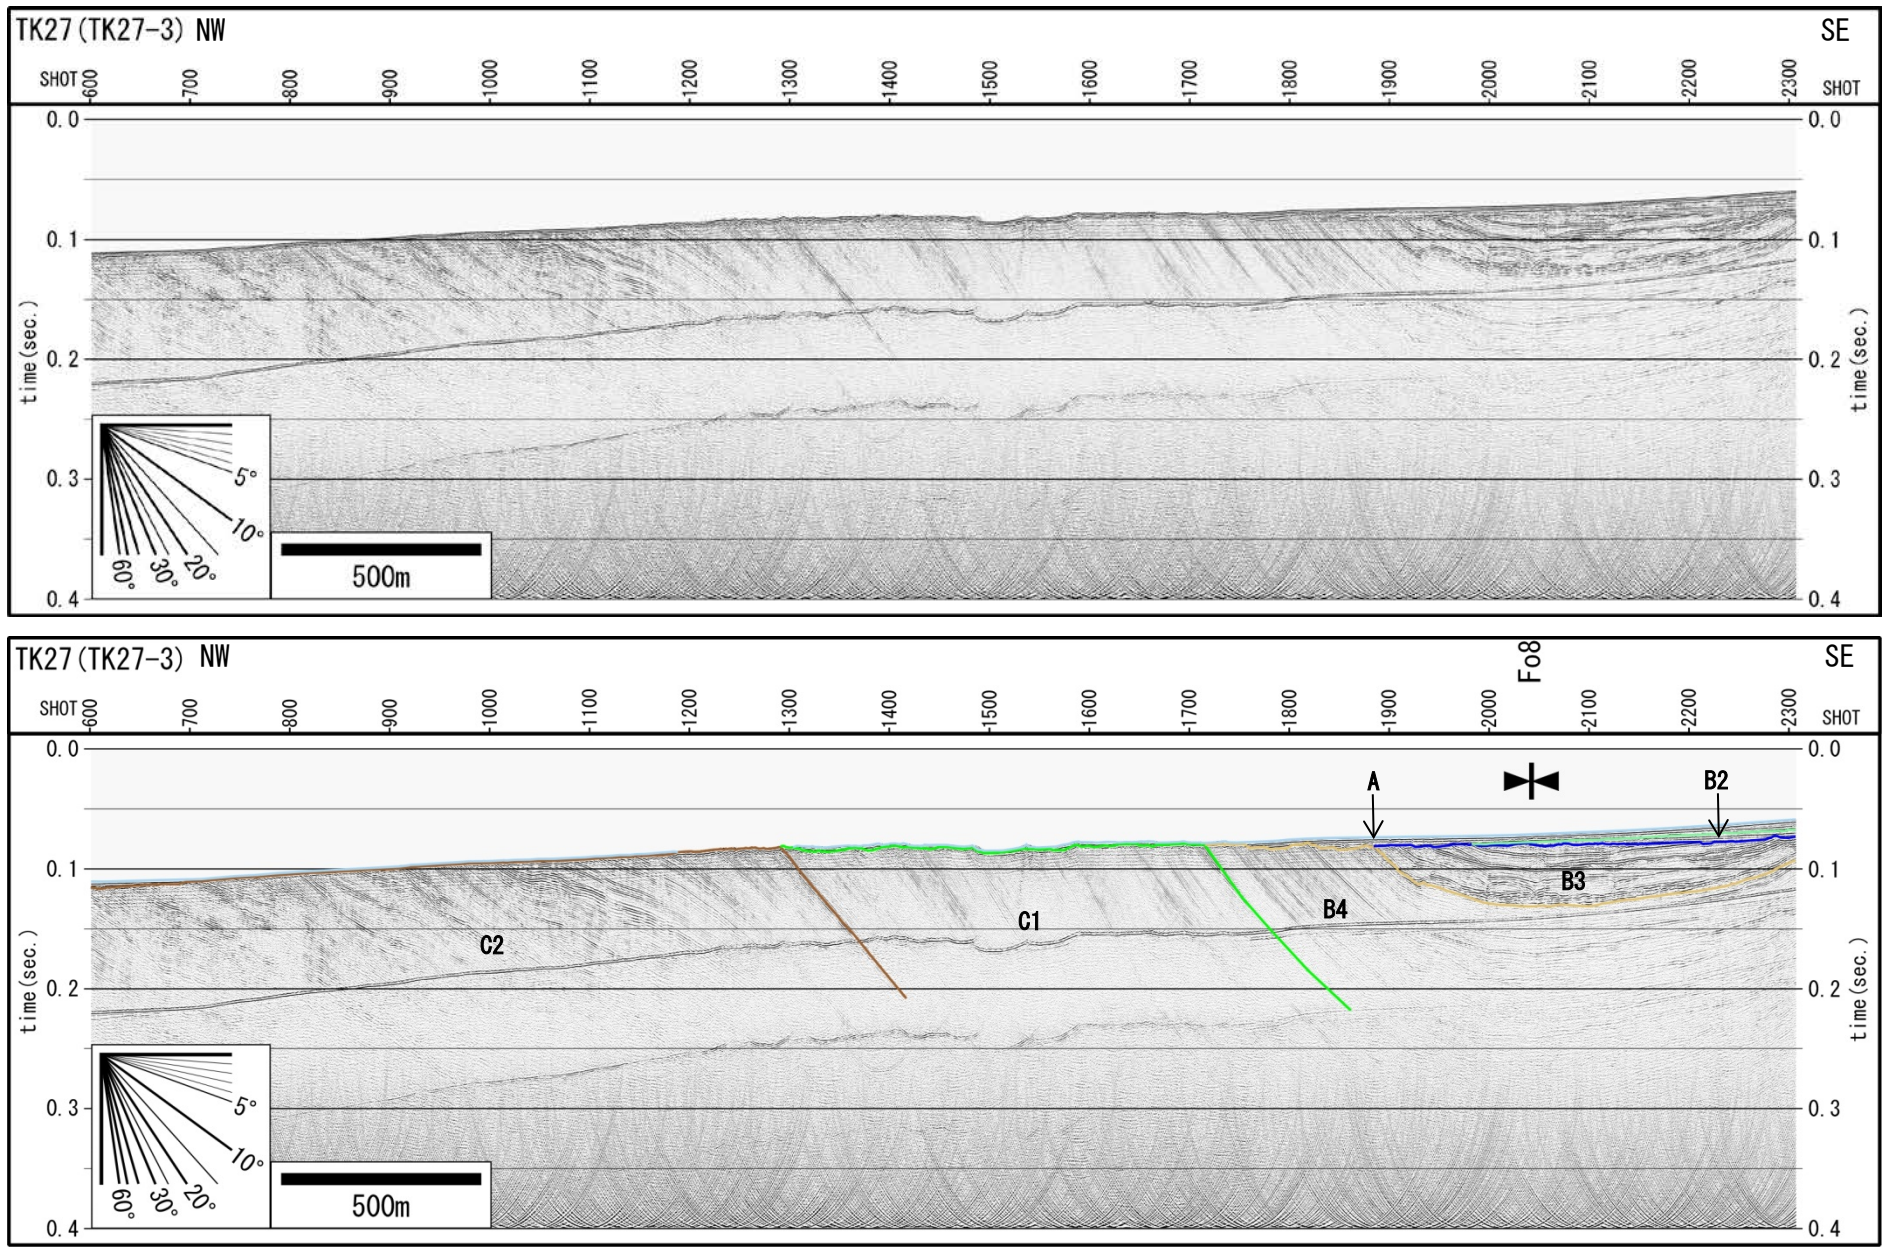 TK27(TK27-3) NW SE
SHOT 600 700 800 900 1000 1100 1200 1300 1400 1500 1600 1700 1800 1900 2000 2100 2200 2300 SHOT
0.0 0.0
0.1 0.1
time(sec.) time(sec.)
0.2 0.2
0.3 0.3
0.4 0.4
5°
10°
20°
30°
60°
500m
TK27(TK27-3) NW Fo8 SE
SHOT 600 700 800 900 1000 1100 1200 1300 1400 1500 1600 1700 1800 1900 2000 2100 2200 2300 SHOT
0.0 0.0
A B2
0.1 0.1
B3
B4
C1
C2
time(sec.) time(sec.)
0.2 0.2
0.3 0.3
0.4 0.4
5°
10°
20°
30°
60°
500m